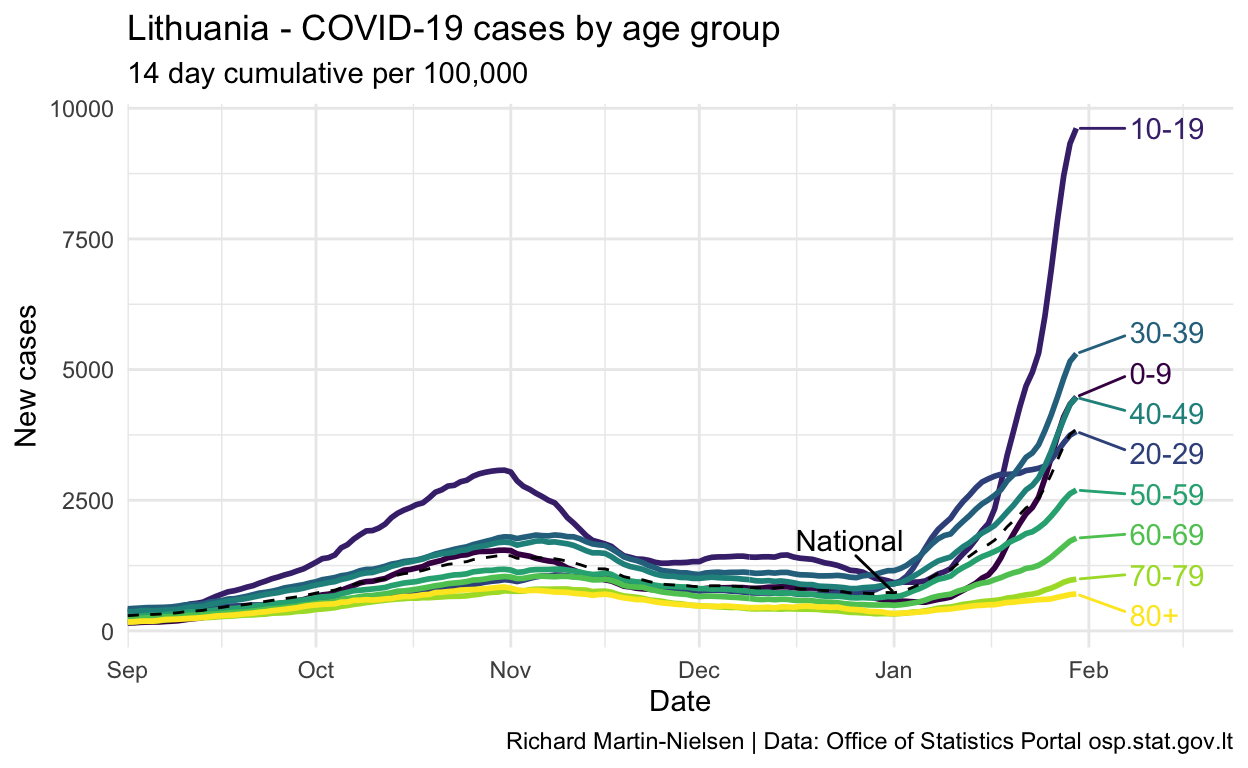 Lithuania - COVID-19 cases by age group
14 day cumulative per 100,000
10000
7500
5000
2500
0
New cases
10-19
30-39
0-9
40-49
20-29
50-59
60-69
70-79
80+
National
Sep Oct Nov Dec Jan Feb
Date
Richard Martin-Nielsen | Data: Office of Statistics Portal osp.stat.gov.lt